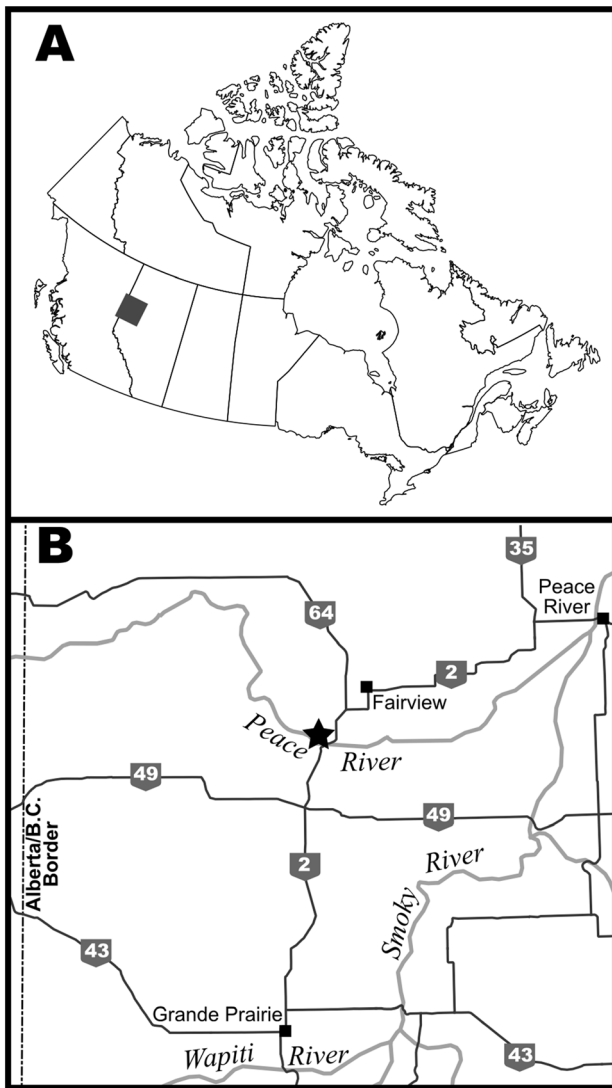 A
B
35
Peace
River
64
2
Fairview
Peace River
49
Alberta/B.C.
Border
49
2
River
Smoky
43
Grande Prairie
43
Wapiti River